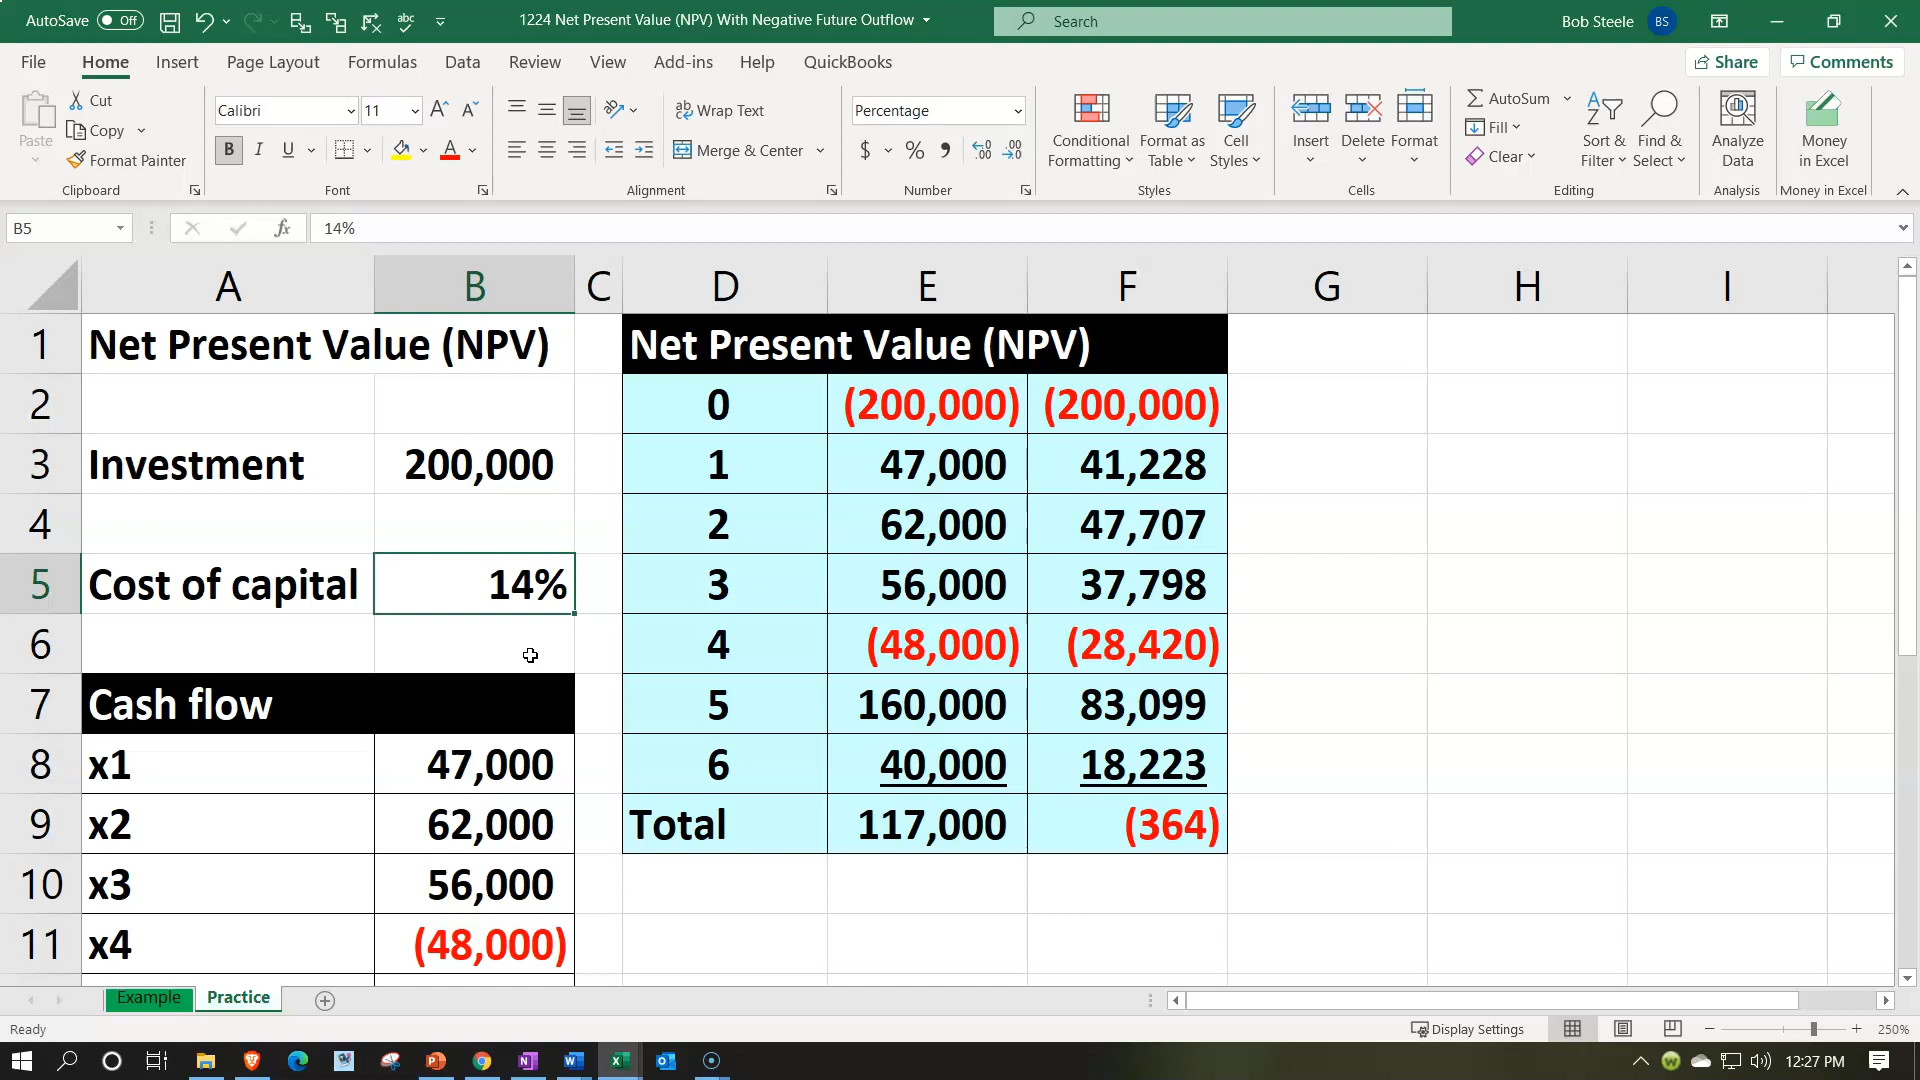 AutoSave Off 1224 Net Present Value (NPV) With Negative Future Outflow Search Bob Steele BS
File Home Insert Page Layout Formulas Data Review View Add-ins Help QuickBooks Share Comments
Paste
Cut
Copy
Format Painter
Clipboard
Calibri 11
B I U
Font
Wrap Text
Merge & Center
Alignment
Percentage
$ % 9
Number
Conditional Formatting
Format as Table
Cell Styles
Styles
Insert Delete Format
Cells
AutoSum
Fill
Clear
Sort & Filter
Find & Select
Editing
Analyze Data
Analysis
Money in Excel
Money in Excel
B5 fx 14%
A B C D E F G H I
1 Net Present Value (NPV) Net Present Value (NPV)
2 0 (200,000) (200,000)
3 Investment 200,000 1 47,000 41,228
4 2 62,000 47,707
5 Cost of capital 14% 3 56,000 37,798
6 4 (48,000) (28,420)
7 Cash flow 5 160,000 83,099
8 x1 47,000 6 40,000 18,223
9 x2 62,000 Total 117,000 (364)
10 x3 56,000
11 x4 (48,000)
Example Practice
Ready Display Settings 250%
12:27 PM